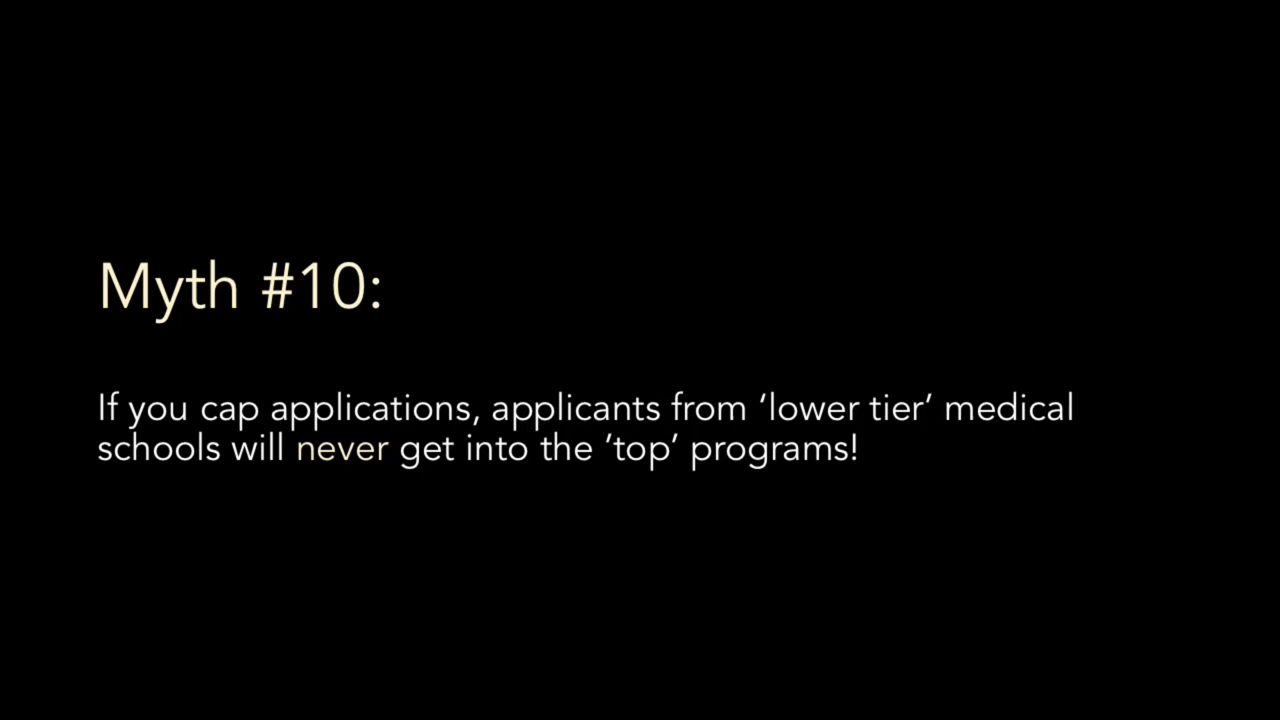 Myth #10:
If you cap applications, applicants from ‘lower tier’ medical
schools will never get into the ‘top’ programs!